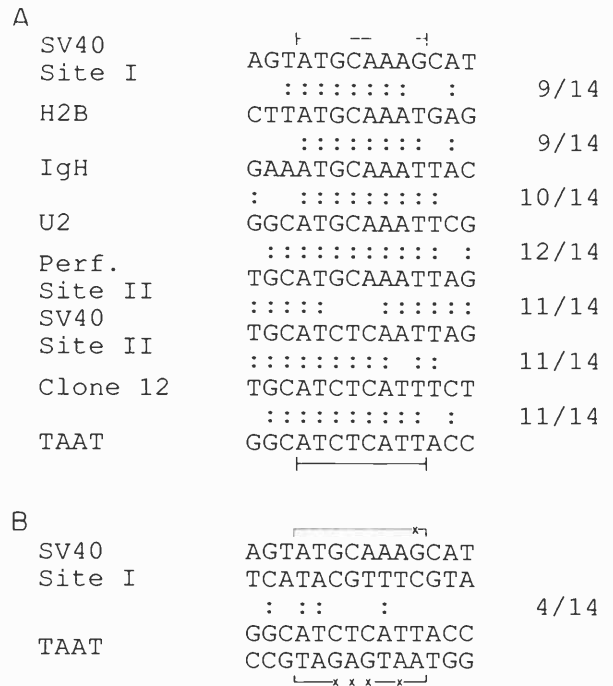 A
SV40
Site I AGTATGCAAAGCAT
: : : : : : : : : 9/14
H2B CTTATGCAAATGAG
: : : : : : : : : 9/14
IgH GAAATGCAAATTAC
: : : : : : : : : : 10/14
U2 GGCATGCAAATTCG
: : : : : : : : : : : : 12/14
Perf.
Site II TGCATGCAAATTAG
: : : : : : : : : : : 11/14
SV40
Site II TGCATCTCAATTAG
: : : : : : : : : : : 11/14
Clone 12 TGCATCTCATTTCT
: : : : : : : : : : : 11/14
TAAT GGCATCTCATTACC
B
x
SV40 AGTATGCAAAGCAT
Site I TCATACGTTTCGTA
: : : : 4/14
TAAT GGCATCTCATTACC
CCGTAGAGTAATGG
x x x x